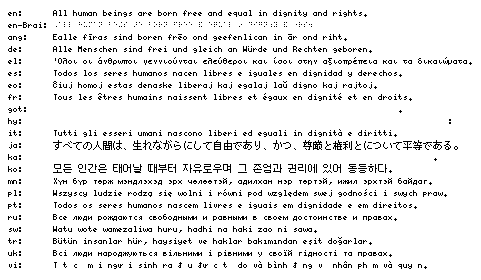 en: All human beings are born free and equal in dignity and rights.
en-Brai:
ang: Ealle fīras sind boren frēo ond geefenlican in ār ond riht.
de: Alle Menschen sind frei und gleich an Würde und Rechten geboren.
el: 'Όλοι οι άνθρωποι γεννιούνται ελεύθεροι και ίσοι στην αξιοπρέπεια και τα δικαιώματα.
es: Todos los seres humanos nacen libres e iguales en dignidad y derechos.
eo: Ĉiuj homoj estas denaske liberaj kaj egalaj laŭ digno kaj rajtoj.
fr: Tous les êtres humains naissent libres et égaux en dignité et en droits.
got: .
hy: :
it: Tutti gli esseri umani nascono liberi ed eguali in dignità e diritti.
ja: すべての人間は、生れながらにして自由であり、かつ、尊厳と権利とについて平等である。
ka: .
ko: 모든 인간은 태어날 때부터 자유로우며 그 존엄과 권리에 있어 동등하다.
mn: Хүн бүр төрж мэндлэхэд эрх чөлөөтэй, адилхан нэр төртэй, ижил эрхтэй байдаг.
pl: Wszyscy ludzie rodzą się wolni i równi pod względem swej godności i swych praw.
pt: Todos os seres humanos nascem livres e iguais em dignidade e em direitos.
ru: Все люди рождаются свободными и равными в своем достоинстве и правах.
sw: Watu wote wamezaliwa huru, hadhi na haki zao ni sawa.
tr: Bütün insanlar hür, haysiyet ve haklar bakımından eşit doğarlar.
uk: Всі люди народжуються вільними і рівними у своїй гідності та правах.
vi: T t c m i ng i sinh ra đ u đ c t do và bình đ ng v nhân ph m và quy n.